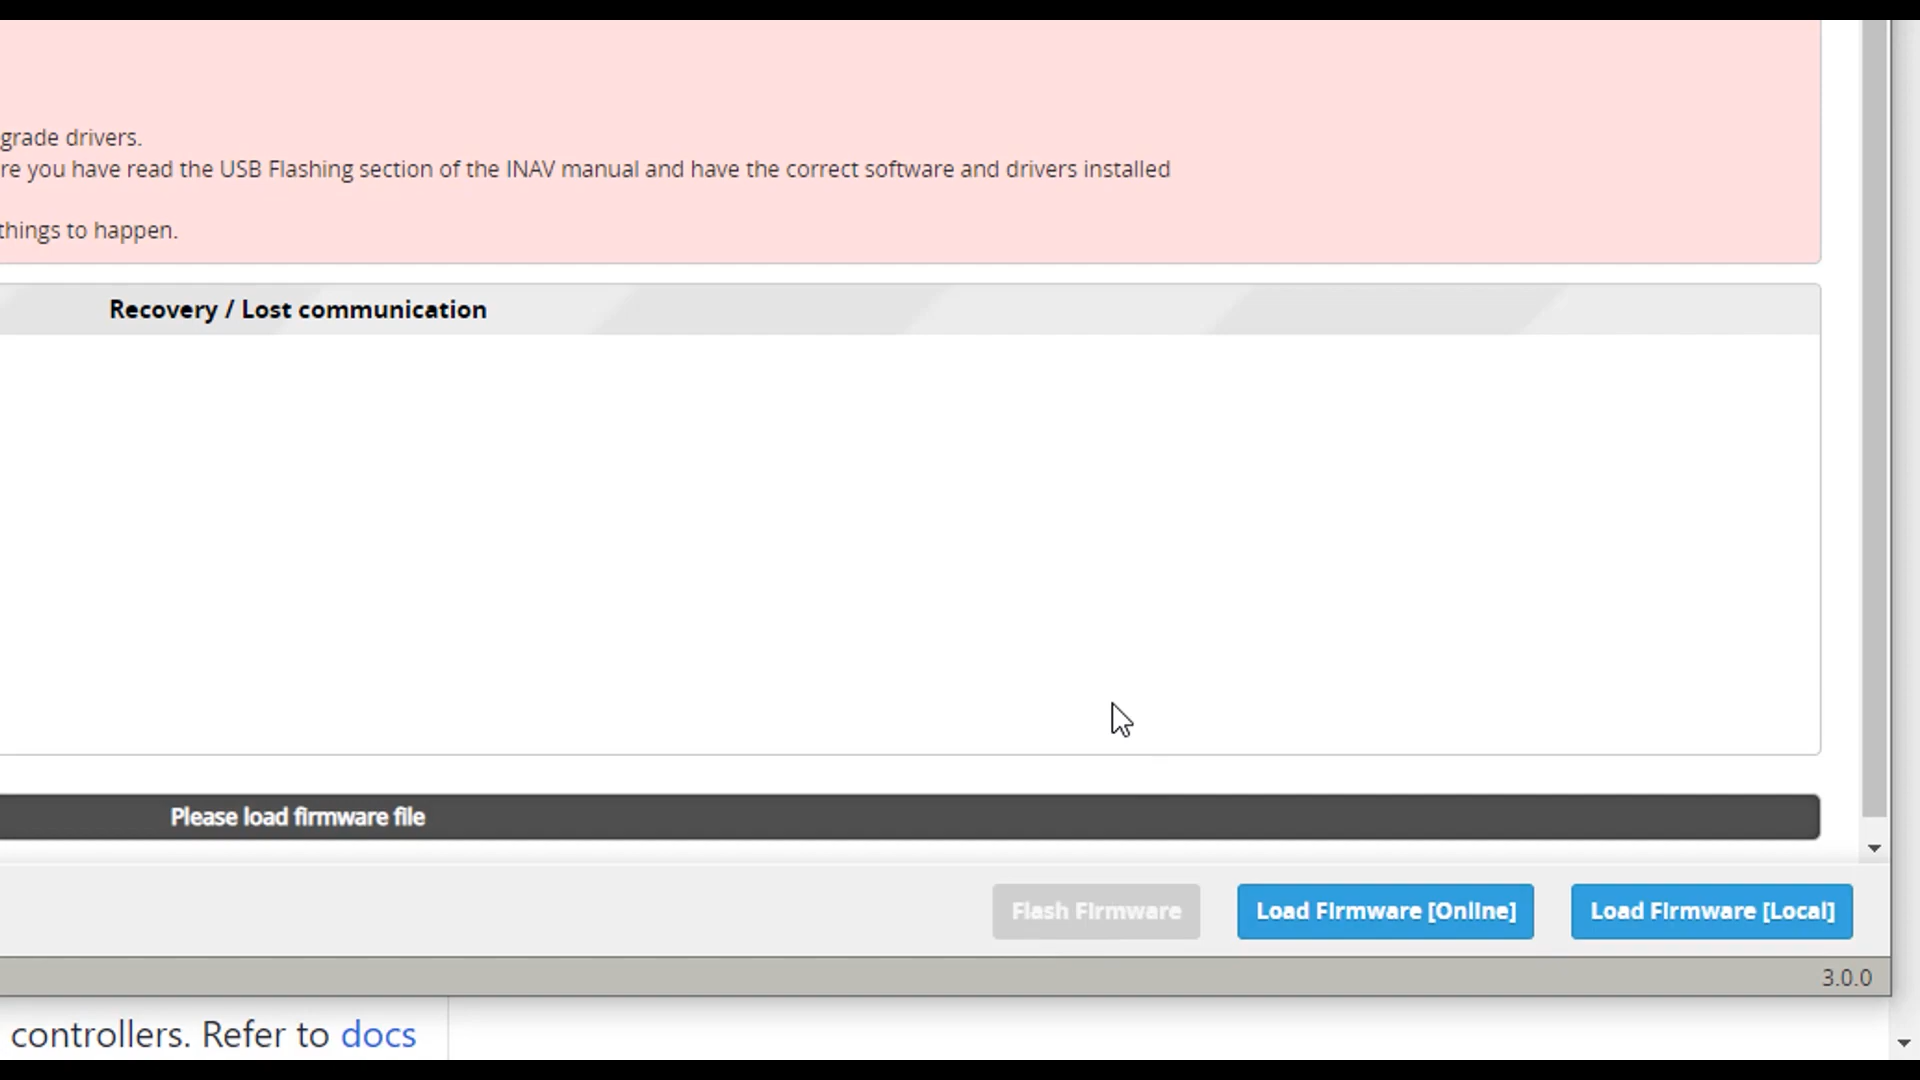 grade drivers.
re you have read the USB Flashing section of the INAV manual and have the correct software and drivers installed
things to happen.
Recovery / Lost communication
Please load firmware file
Flash Firmware
Load Firmware [Online]
Load Firmware [Local]
3.0.0
controllers. Refer to docs